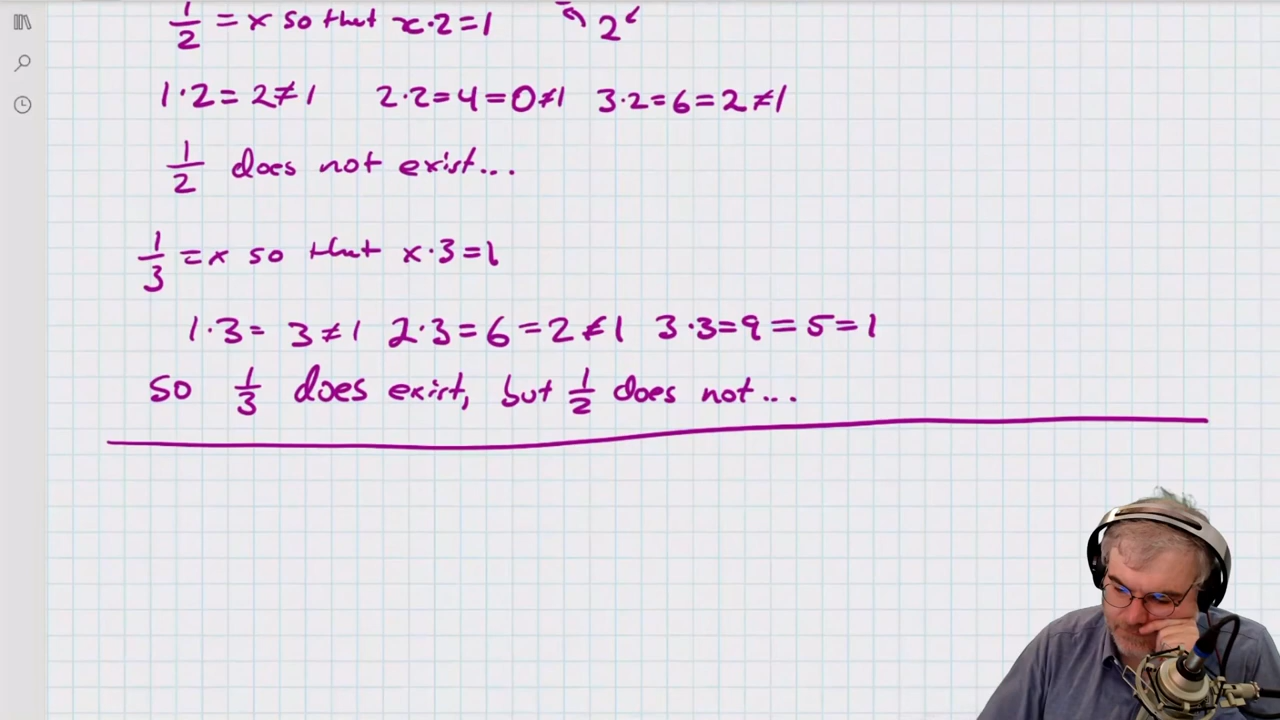 1/2 = x so that x·2=1 2
1·2=2≠1 2·2=4=0≠1 3·2=6=2≠1
1/2 does not exist...
1/3 = x so that x·3=1
1·3= 3≠1 2·3=6=2≠1 3·3=9=5=1
So 1/3 does exist, but 1/2 does not...